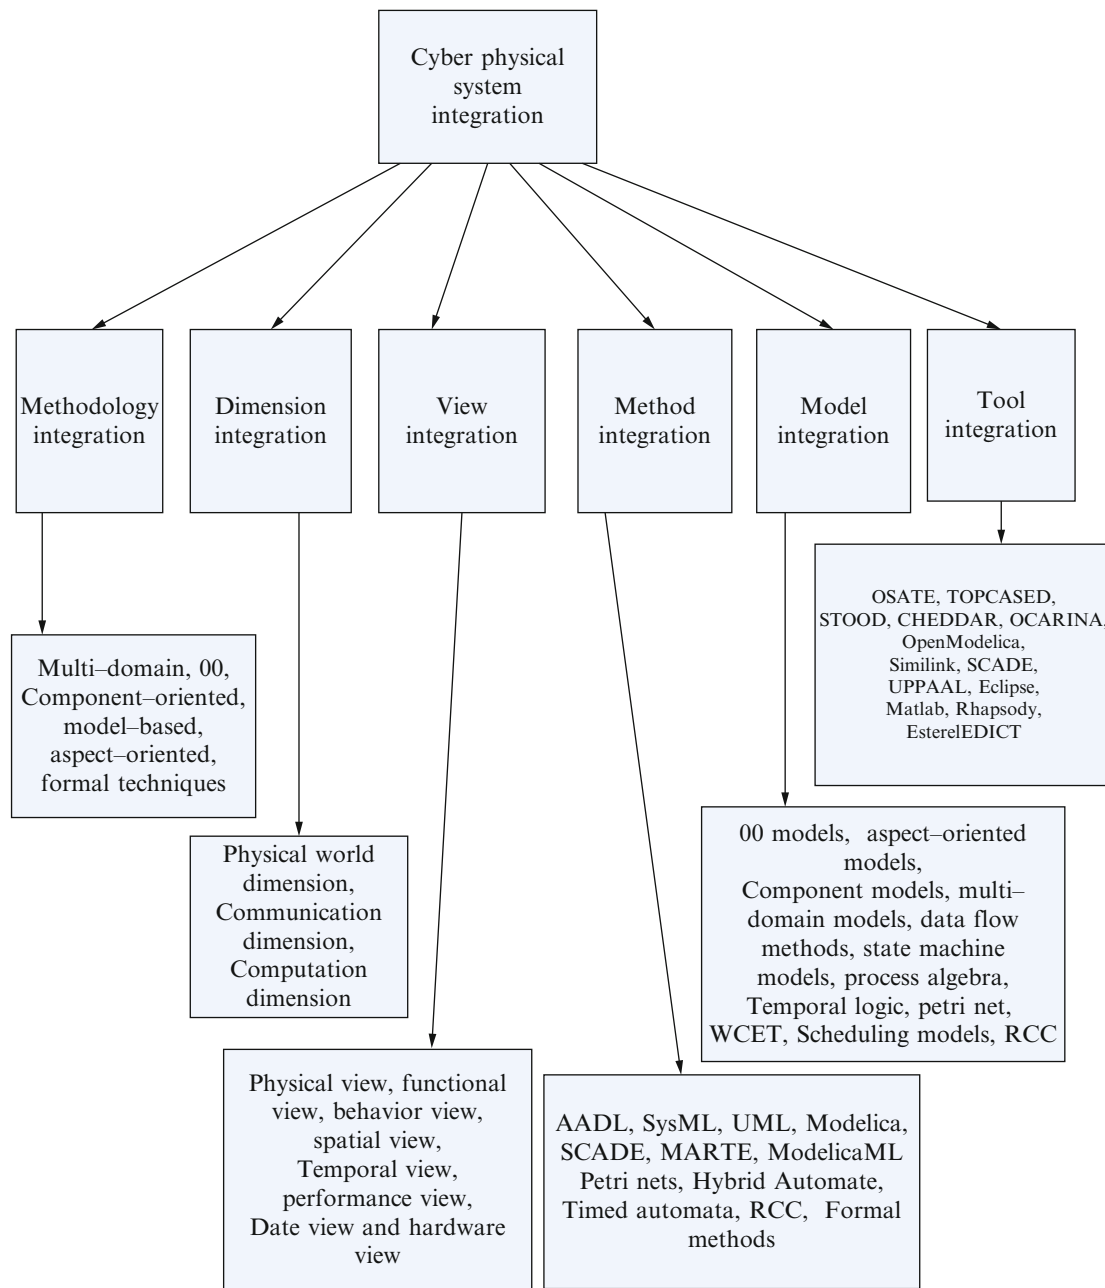 Cyber physical
system
integration
Methodology
integration
Dimension
integration
View
integration
Method
integration
Model
integration
Tool
integration
OSATE, TOPCASED,
STOOD, CHEDDAR, OCARINA,
OpenModelica,
Similink, SCADE,
UPPAAL, Eclipse,
Matlab, Rhapsody,
EsterelEDICT
Multi–domain, 00,
Component–oriented,
model–based,
aspect–oriented,
formal techniques
Physical world
dimension,
Communication
dimension,
Computation
dimension
00 models, aspect–oriented
models,
Component models, multi–
domain models, data flow
methods, state machine
models, process algebra,
Temporal logic, petri net,
WCET, Scheduling models, RCC
Physical view, functional
view, behavior view,
spatial view,
Temporal view,
performance view,
Date view and hardware
view
AADL, SysML, UML, Modelica,
SCADE, MARTE, ModelicaML
Petri nets, Hybrid Automate,
Timed automata, RCC, Formal
methods